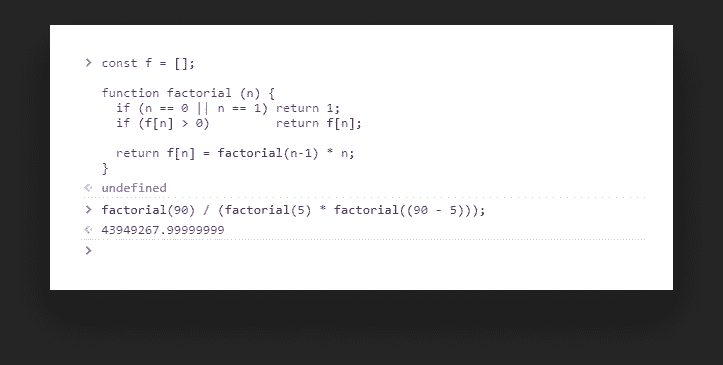 > const f = [];
function factorial (n) {
  if (n == 0 || n == 1) return 1;
  if (f[n] > 0)         return f[n];
  return f[n] = factorial(n-1) * n;
}
undefined
> factorial(90) / (factorial(5) * factorial((90 - 5)));
43949267.99999999
>